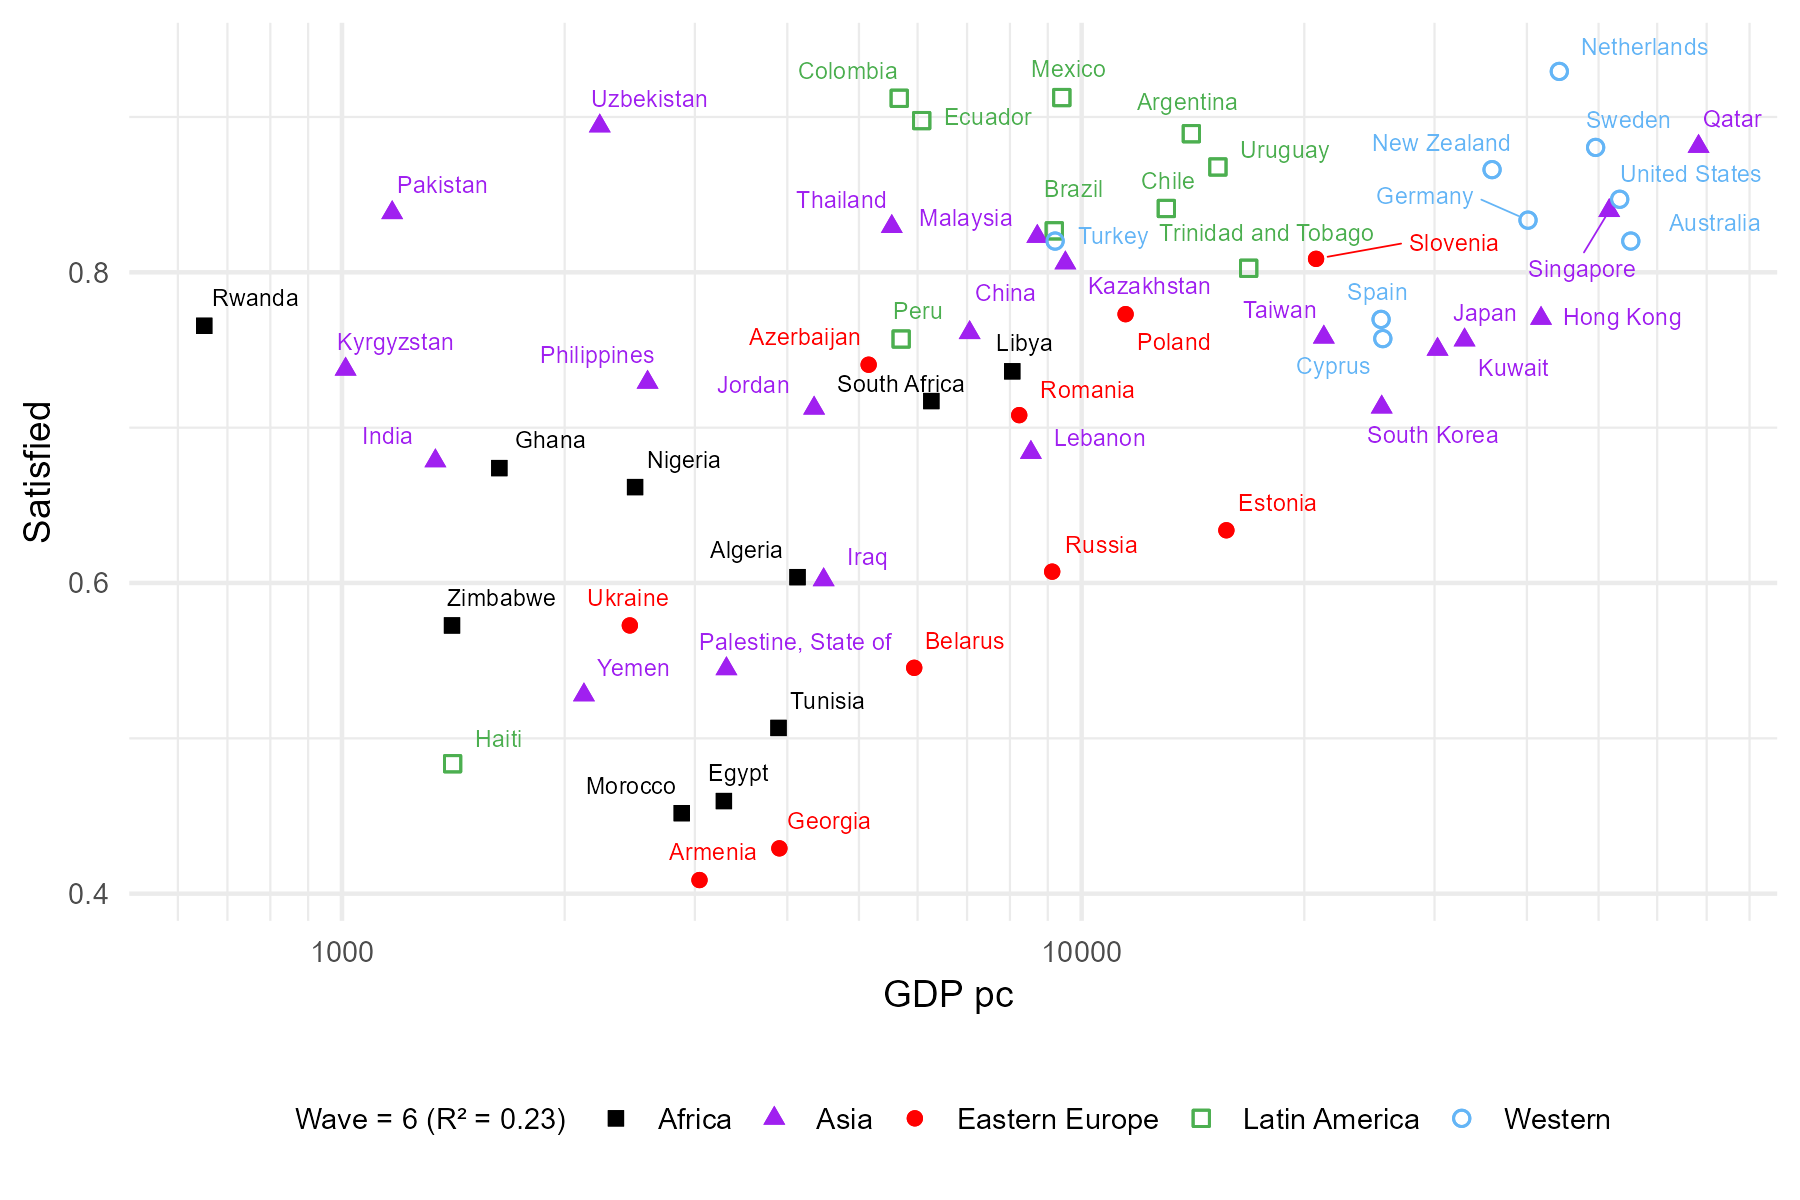 Netherlands
Colombia
Mexico
Uzbekistan
Argentina
Ecuador
Sweden
Qatar
New Zealand
Uruguay
United States
Pakistan
Brazil
Chile
Germany
Thailand
Malaysia
Australia
Turkey
Trinidad and Tobago
Slovenia
0.8
Singapore
Rwanda
China
Kazakhstan
Spain
Peru
Taiwan
Japan
Hong Kong
Kyrgyzstan
Philippines
Azerbaijan
Libya
Poland
Cyprus
Kuwait
Jordan
South Africa
Romania
India
Ghana
Lebanon
South Korea
Nigeria
Satisfied
Estonia
Algeria
Iraq
Russia
0.6
Zimbabwe
Ukraine
Palestine, State of
Belarus
Yemen
Tunisia
Haiti
Morocco
Egypt
Georgia
Armenia
0.4
1000
10000
GDP pc
Wave = 6 (R² = 0.23)
Africa
Asia
Eastern Europe
Latin America
Western